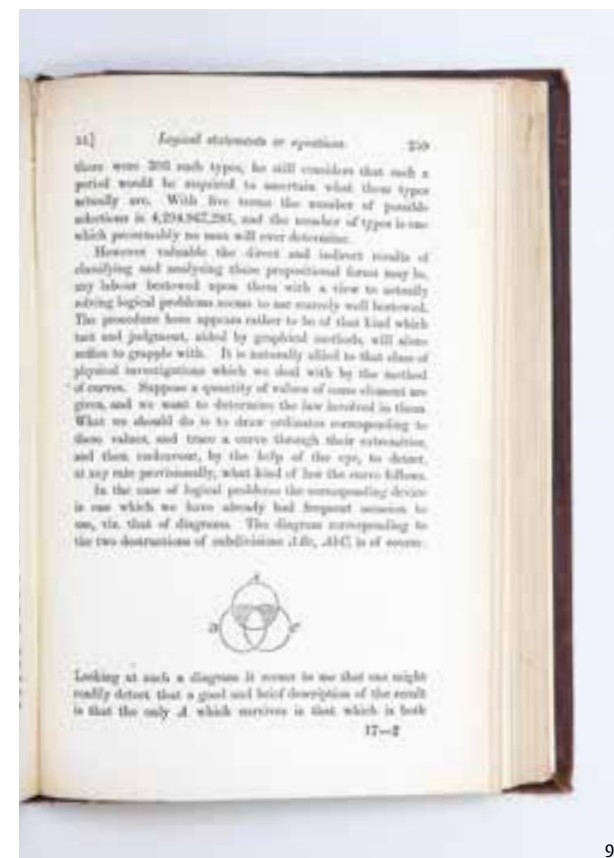 Logical statements or equations. 259
there were 396 such types, he still considers that such a
period would be required to ascertain what these types
actually are. With five terms the number of possible
selections is 4,294,967,295, and the number of types is one
which presumably no man will ever determine.
However valuable the direct and indirect results of
classifying and analysing these propositional forms may be,
any labour bestowed upon them with a view to actually
solving logical problems seems to me scarcely well bestowed.
The procedure here appears rather to be of that kind which
tact and judgment, aided by graphical methods, will alone
suffice to grapple with. It is naturally allied to that class of
physical investigations which we deal with by the method
of curves. Suppose a quantity of values of some element are
given, and we want to determine the law involved in them.
What we should do is to draw ordinates corresponding to
these values, and trace a curve through their extremities,
and then endeavour, by the help of the eye, to detect,
at any rate provisionally, what kind of law the curve follows.
In the case of logical problems the corresponding device
is one which we have already had frequent occasion to
use, viz. that of diagrams. The diagram corresponding to
the two destructions of subdivisions ABc, AbC, is of course:
Looking at such a diagram it occurs to me that one might
readily detect that a good and brief description of the result
is that the only A which survives is that which is both
17—2
9